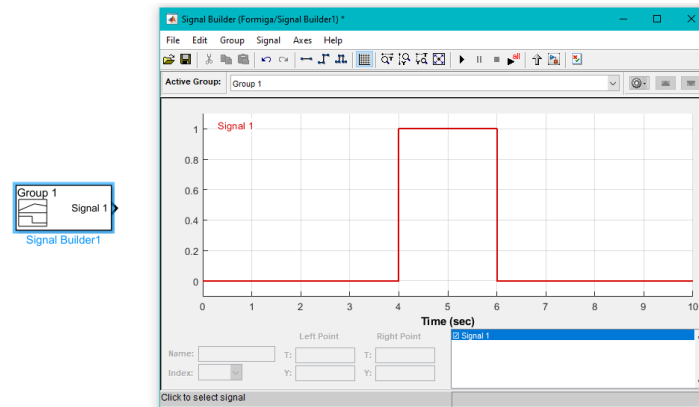 Signal Builder (Formiga/Signal Builder1) *
File Edit Group Signal Axes Help
all
Active Group: Group 1
Signal 1
1
0.8
0.6
0.4
0.2
0
0 1 2 3 4 5 6 7 8 9 10
Time (sec)
Group 1
Signal 1
Signal Builder1
Left Point Right Point
Name: T: T:
Index: Y: Y:
Signal 1
Click to select signal